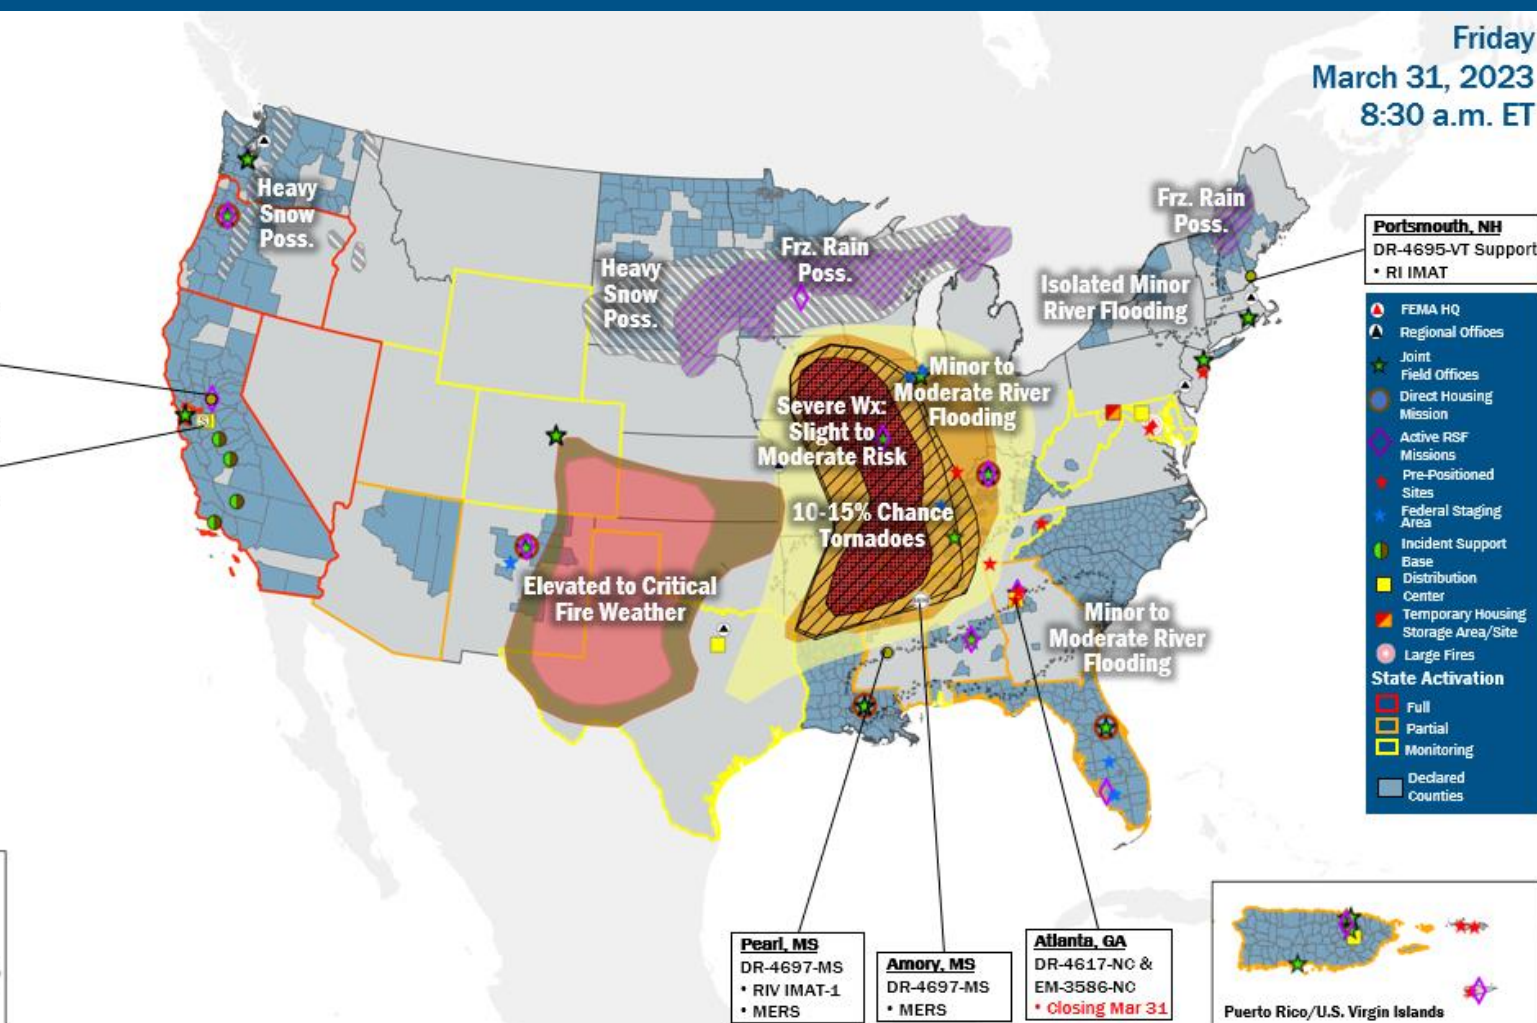 Friday
March 31, 2023
8:30 a.m. ET
Heavy
Snow
Poss.
Heavy
Snow
Poss.
Frz. Rain
Poss.
Frz. Rain
Poss.
Isolated Minor
River Flooding
Portsmouth, NH
DR-4695-VT Support
• RI IMAT
Minor to
Moderate River
Flooding
Severe Wx:
Slight to
Moderate Risk
10-15% Chance
Tornadoes
Elevated to Critical
Fire Weather
Minor to
Moderate River
Flooding
FEMA HQ
Regional Offices
Joint
Field Offices
Direct Housing
Mission
Active RSF
Missions
Pre-Positioned
Sites
Federal Staging
Area
Incident Support
Base
Distribution
Center
Temporary Housing
Storage Area/Site
Large Fires
State Activation
Full
Partial
Monitoring
Declared
Counties
Pearl, MS
DR-4697-MS
• RIV IMAT-1
• MERS
Amory, MS
DR-4697-MS
• MERS
Atlanta, GA
DR-4617-NC &
EM-3586-NC
• Closing Mar 31
Puerto Rico/U.S. Virgin Islands